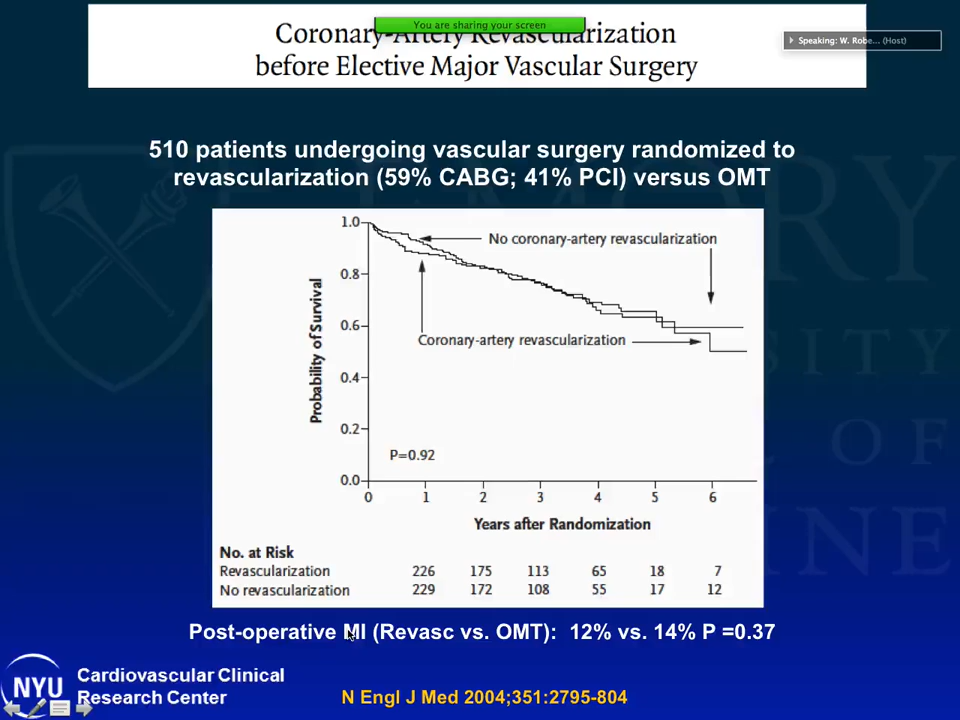 You are sharing your screen
Coronary-Artery Revascularization
before Elective Major Vascular Surgery
Speaking: W. Robe... (Host)
510 patients undergoing vascular surgery randomized to
revascularization (59% CABG; 41% PCI) versus OMT
1.0
0.8
0.6
0.4
0.2
0.0
Probability of Survival
No coronary-artery revascularization
Coronary-artery revascularization
P=0.92
0 1 2 3 4 5 6
Years after Randomization
No. at Risk
Revascularization 226 175 113 65 18 7
No revascularization 229 172 108 55 17 12
Post-operative MI (Revasc vs. OMT): 12% vs. 14% P =0.37
NYU
Cardiovascular Clinical
Research Center
N Engl J Med 2004;351:2795-804